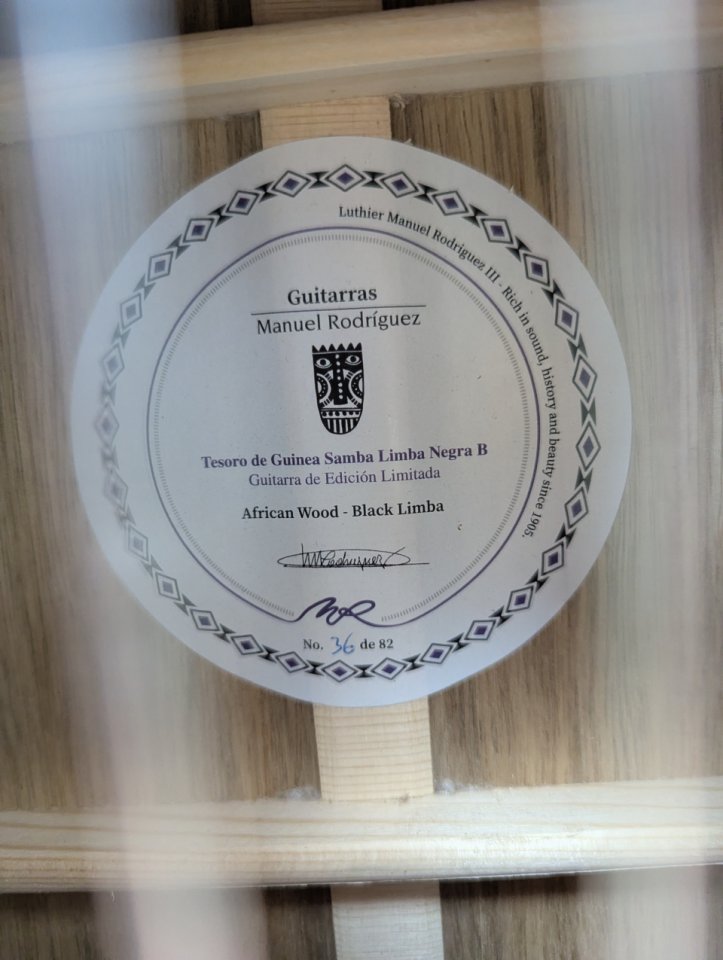 Luthier Manuel Rodriguez III - Rich in sound, history and beauty since 1905.
Guitarras
Manuel Rodríguez
Tesoro de Guinea Samba Limba Negra B
Guitarra de Edición Limitada
African Wood - Black Limba
No. 36 de 82